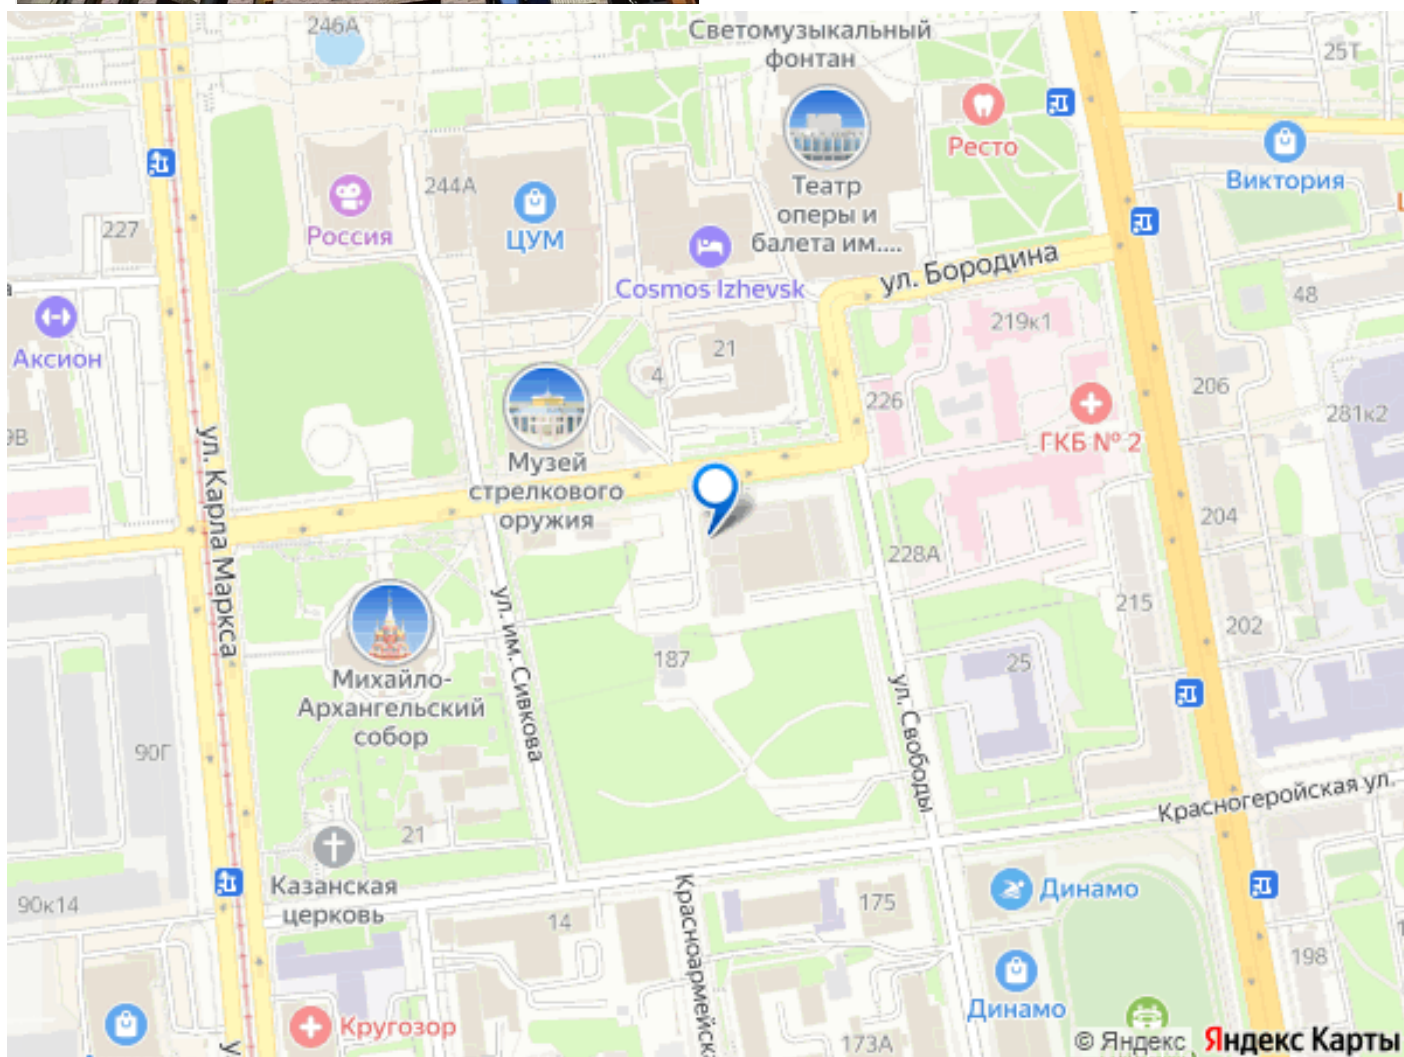 246А
Светомузыкальный
фонтан
25Т
Ресто
Виктория
Театр
оперы и
балета им....
244А
ЦУМ
Россия
227
Cosmos Izhevsk
ул. Бородина
48
219к1
Аксион
21
4
206
226
281к2
9В
ГКБ № 2
Музей
стрелкового
оружия
ул. Карла Маркса
204
228А
ул. им. Сивкова
215
202
187
25
Михайло-
Архангельский
собор
ул. Свободы
90Г
Красногеройская ул.
21
Казанская
церковь
90к14
14
Красноармейска
175
Динамо
198
Динамо
Кругозор
173А
© Яндекс Яндекс Карты